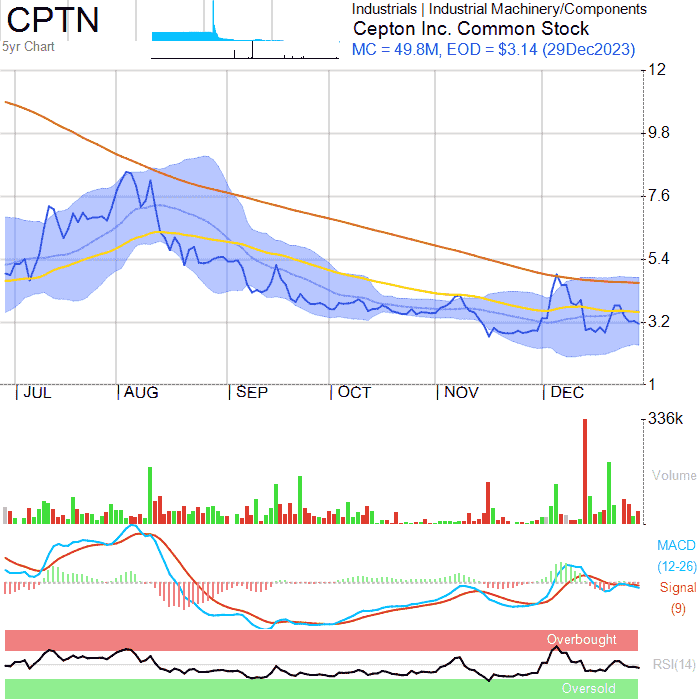 CPTN
5yr Chart
Industrials | Industrial Machinery/Components
Cepton Inc. Common Stock
MC = 49.8M, EOD = $3.14 (29Dec2023)
12
9.8
7.6
5.4
3.2
1
JUL AUG SEP OCT NOV DEC
336k
Volume
MACD
(12-26)
Signal
(9)
Overbought
RSI(14)
Oversold